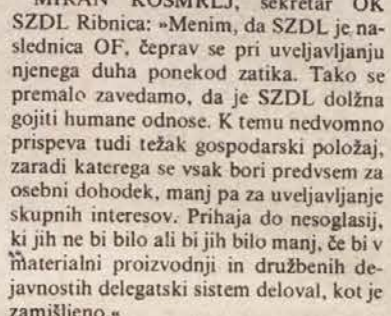 MIRAN KOŠMRLJ, sekretar OK
SZDL Ribnica: »Menim, da SZDL je na-
slednica OF, čeprav se pri uveljavljanju
njenega duha ponekod zatika. Tako se
premalo zavedamo, da je SZDL dolžna
gojiti humane odnose. K temu nedvomno
prispeva tudi težak gospodarski položaj,
zaradi katerega se vsak bori predvsem za
osebni dohodek, manj pa za uveljavljanje
skupnih interesov. Prihaja do nesoglasij,
ki jih ne bi bilo ali bi jih bilo manj, če bi v
materialni proizvodnji in družbenih de-
javnostih delegatski sistem deloval, kot je
zamišljeno.«